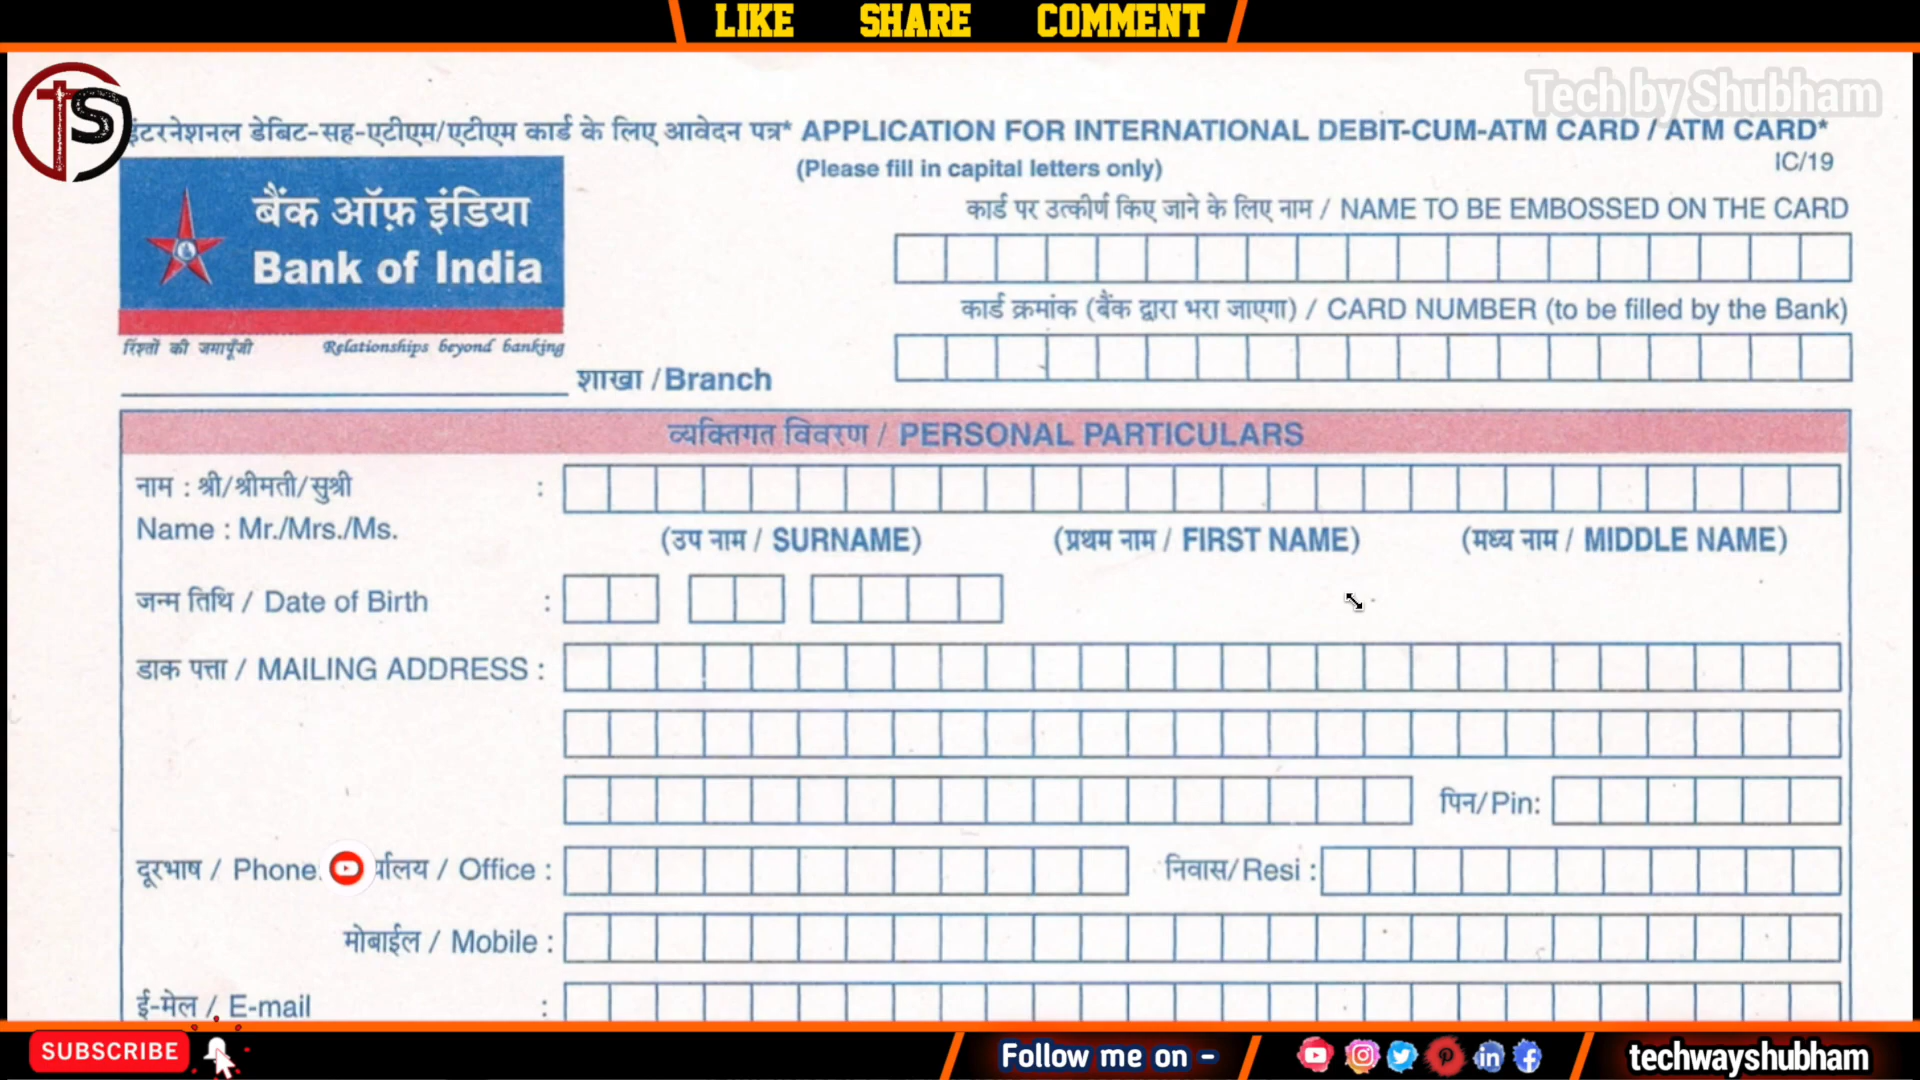 LIKE SHARE COMMENT
Tech by Shubham
TS
इंटरनेशनल डेबिट-सह-एटीएम/एटीएम कार्ड के लिए आवेदन पत्र* APPLICATION FOR INTERNATIONAL DEBIT-CUM-ATM CARD / ATM CARD*
(Please fill in capital letters only)
IC/19
बैंक ऑफ़ इंडिया
Bank of India
रिश्तों की जमापूँजी Relationships beyond banking
कार्ड पर उत्कीर्ण किए जाने के लिए नाम / NAME TO BE EMBOSSED ON THE CARD
कार्ड क्रमांक (बैंक द्वारा भरा जाएगा) / CARD NUMBER (to be filled by the Bank)
शाखा / Branch
व्यक्तिगत विवरण / PERSONAL PARTICULARS
नाम : श्री/श्रीमती/सुश्री :
Name : Mr./Mrs./Ms.
(उप नाम / SURNAME) (प्रथम नाम / FIRST NAME) (मध्य नाम / MIDDLE NAME)
जन्म तिथि / Date of Birth :
डाक पत्ता / MAILING ADDRESS :
पिन/Pin:
दूरभाष / Phone / Office : निवास/Resi :
मोबाईल / Mobile :
ई-मेल / E-mail :
SUBSCRIBE
Follow me on -
techwayshubham